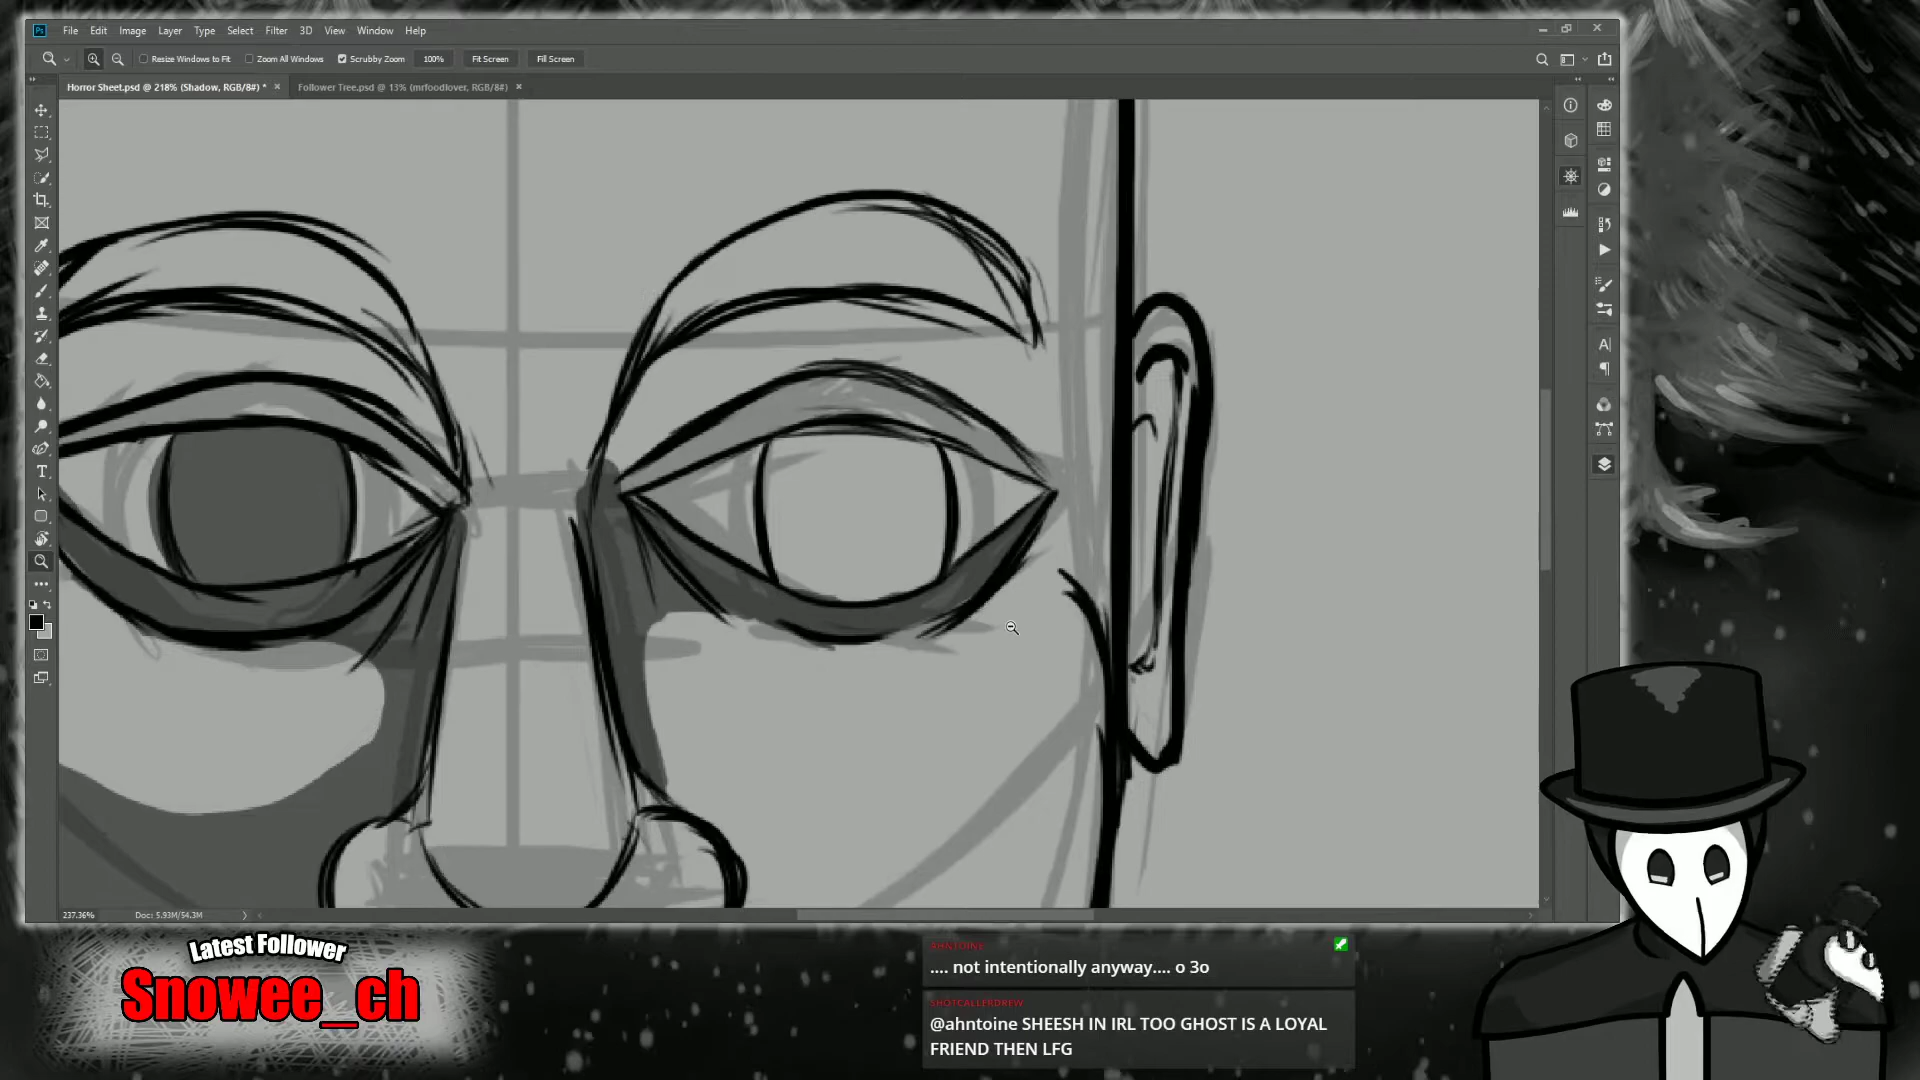 Ps File Edit Image Layer Type Select Filter 3D View Window Help
Resize Windows to Fit Zoom All Windows Scrubby Zoom 100% Fit Screen Fill Screen
Horror Sheet.psd @ 218% (Shadow, RGB/8#) * Follower Tree.psd @ 13% (mrfoodlover, RGB/8#)
237.36% Doc: 5.93M/54.3M
Latest Follower
Snowee_ch
AHNTOINE
.... not intentionally anyway.... o 3o
SHOTCALLERDREW
@ahntoine SHEESH IN IRL TOO GHOST IS A LOYAL
FRIEND THEN LFG